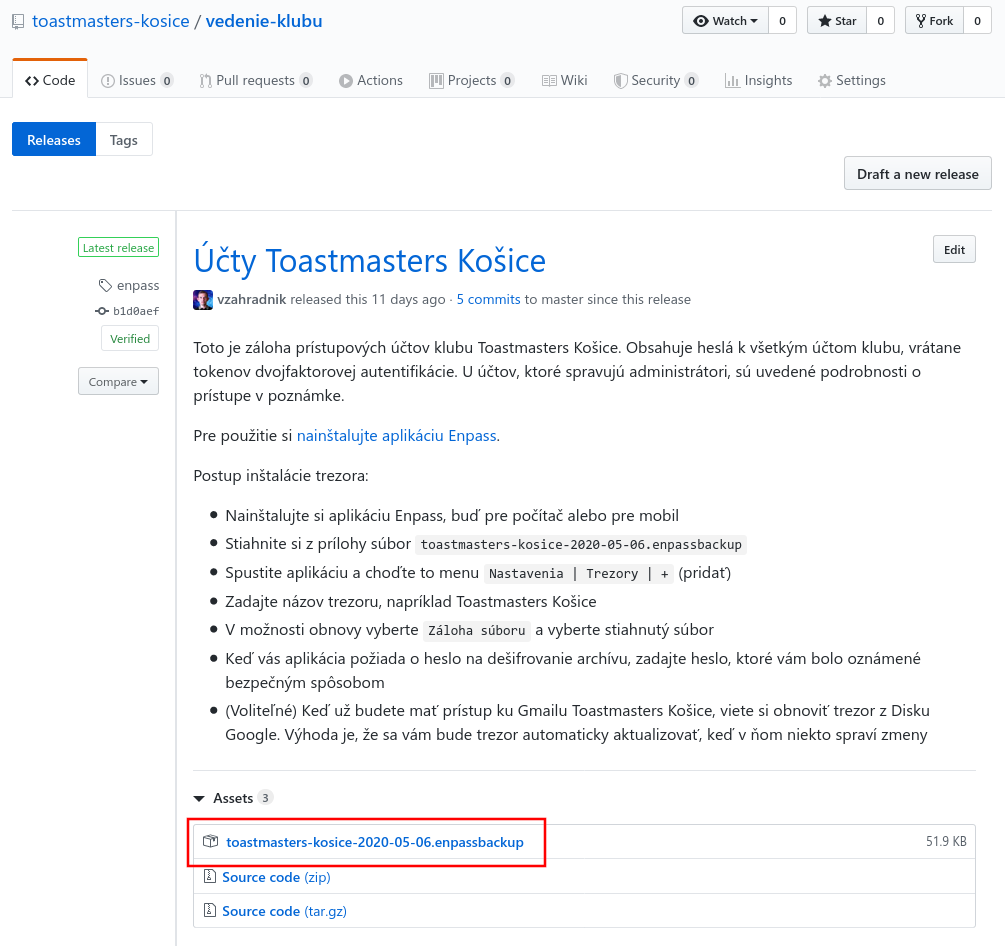 toastmasters-kosice / vedenie-klubu
Watch 0 Star 0 Fork 0
Code Issues 0 Pull requests 0 Actions Projects 0 Wiki Security 0 Insights Settings
Releases Tags
Draft a new release
Latest release
enpass
b1d0aef
Verified
Compare
Účty Toastmasters Košice
Edit
vzahradnik released this 11 days ago · 5 commits to master since this release
Toto je záloha prístupových účtov klubu Toastmasters Košice. Obsahuje heslá k všetkým účtom klubu, vrátane
tokenov dvojfaktorovej autentifikácie. U účtov, ktoré spravujú administrátori, sú uvedené podrobnosti o
prístupe v poznámke.
Pre použitie si nainštalujte aplikáciu Enpass.
Postup inštalácie trezora:
• Nainštalujte si aplikáciu Enpass, buď pre počítač alebo pre mobil
• Stiahnite si z prílohy súbor toastmasters-kosice-2020-05-06.enpassbackup
• Spustite aplikáciu a choďte to menu Nastavenia | Trezory | + (pridať)
• Zadajte názov trezoru, napríklad Toastmasters Košice
• V možnosti obnovy vyberte Záloha súboru a vyberte stiahnutý súbor
• Keď vás aplikácia požiada o heslo na dešifrovanie archívu, zadajte heslo, ktoré vám bolo oznámené
bezpečným spôsobom
• (Voliteľné) Keď už budete mať prístup ku Gmailu Toastmasters Košice, viete si obnoviť trezor z Disku
Google. Výhoda je, že sa vám bude trezor automaticky aktualizovať, keď v ňom niekto spraví zmeny
Assets 3
toastmasters-kosice-2020-05-06.enpassbackup 51.9 KB
Source code (zip)
Source code (tar.gz)